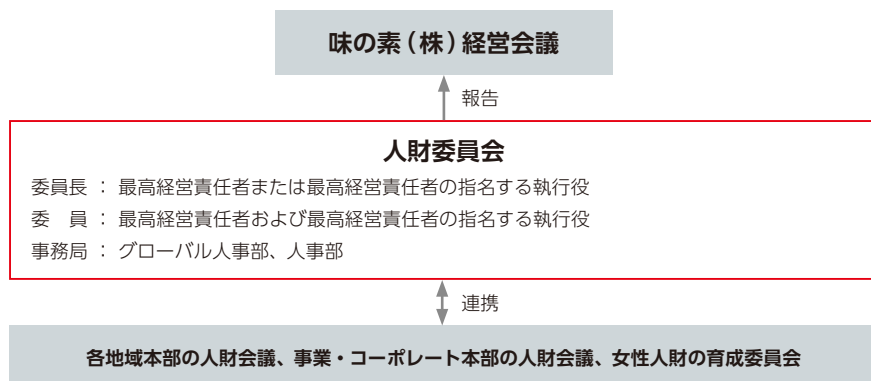 味の素(株)経営会議
報告
人財委員会
委員長 : 最高経営責任者または最高経営責任者の指名する執行役
委 員 : 最高経営責任者および最高経営責任者の指名する執行役
事務局 : グローバル人事部、人事部
連携
各地域本部の人財会議、事業・コーポレート本部の人財会議、女性人財の育成委員会